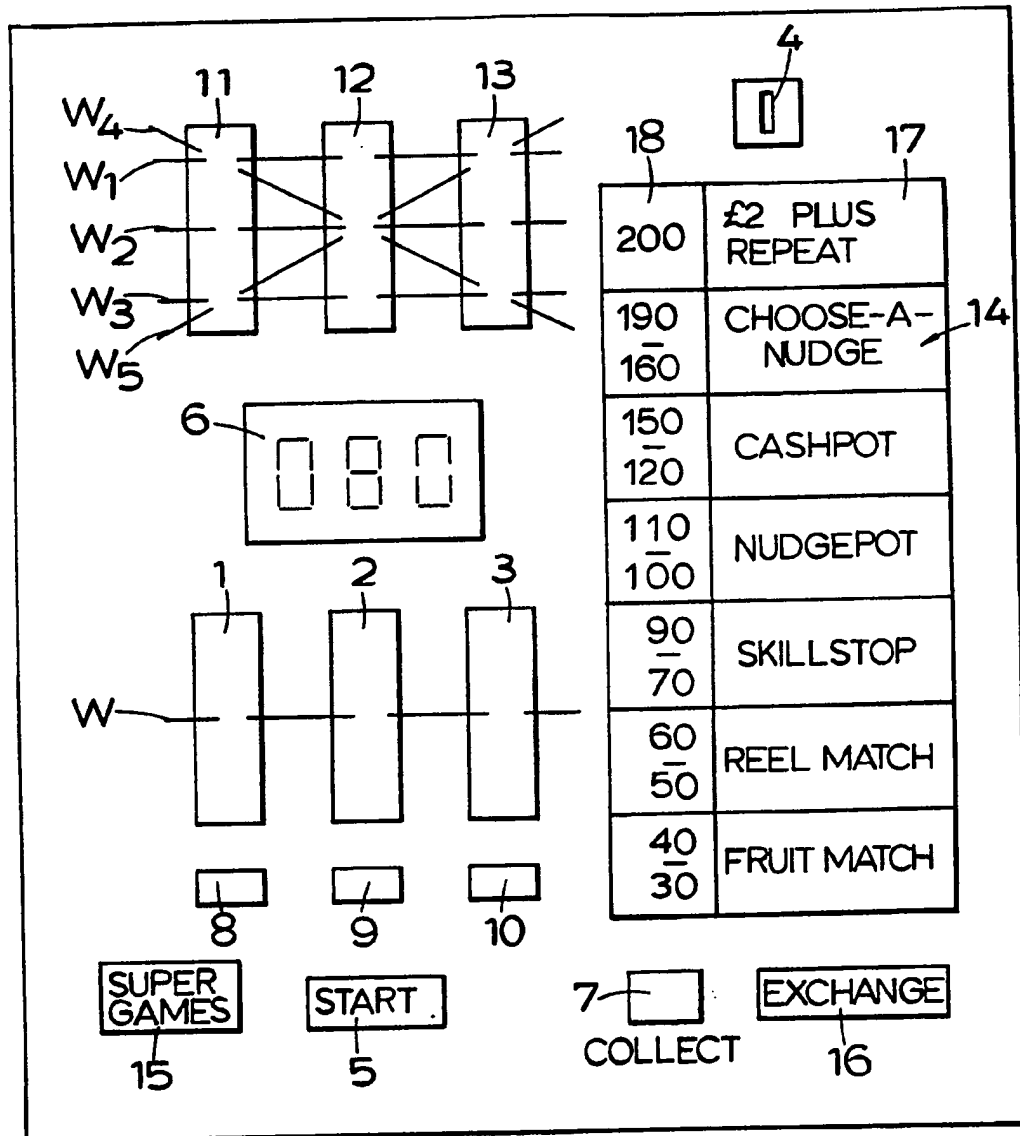 4
11 12 13
W4
W1
W2
W3
W5
18 17
200 £2 PLUS
REPEAT
190
–
160
CHOOSE-A-
NUDGE
14
150
–
120
CASHPOT
110
–
100
NUDGEPOT
90
–
70
SKILLSTOP
60
–
50
REEL MATCH
40
–
30
FRUIT MATCH
6
080
1 2 3
W
8 9 10
SUPER
GAMES
15
START
5
7
COLLECT
EXCHANGE
16